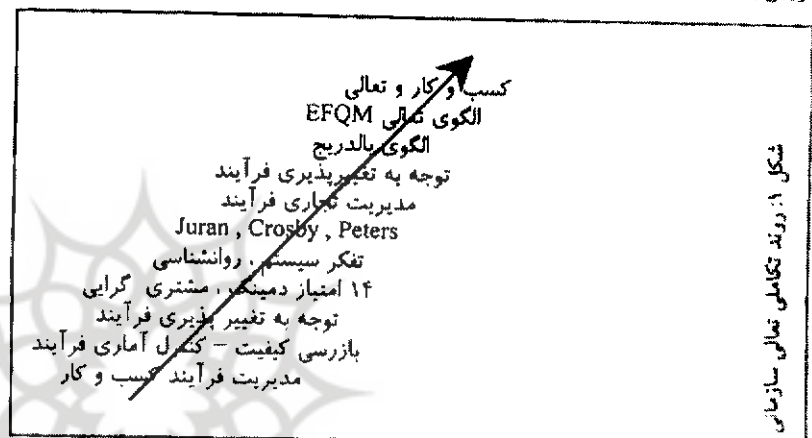 کسب و کار و تعالی
الگوی تعالی EFQM
الگوی بالدریج
توجه به تغییرپذیری فرآیند
مدیریت تجاری فرآیند
Juran , Crosby , Peters
تفکر سیستم ، روانشناسی
۱۴ امتیاز دمینگ ، مشتری گرایی
توجه به تغییر پذیری فرآیند
بازرسی کیفیت – کنترل آماری فرآیند
مدیریت فرآیند کسب و کار
شکل ۱: روند تکاملی تعالی سازمانی